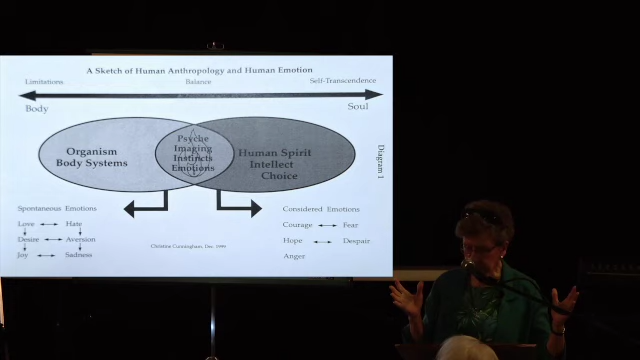 A Sketch of Human Anthropology and Human Emotion
Limitations Balance Self-Transcendence
Body Soul
Organism
Body Systems
Psyche
Imaging
Instincts
Emotions
Human Spirit
Intellect
Choice
Diagram 1
Spontaneous Emotions
Love Hate
Desire Aversion
Joy Sadness
Christine Cunningham, Dec. 1999
Considered Emotions
Courage Fear
Hope Despair
Anger